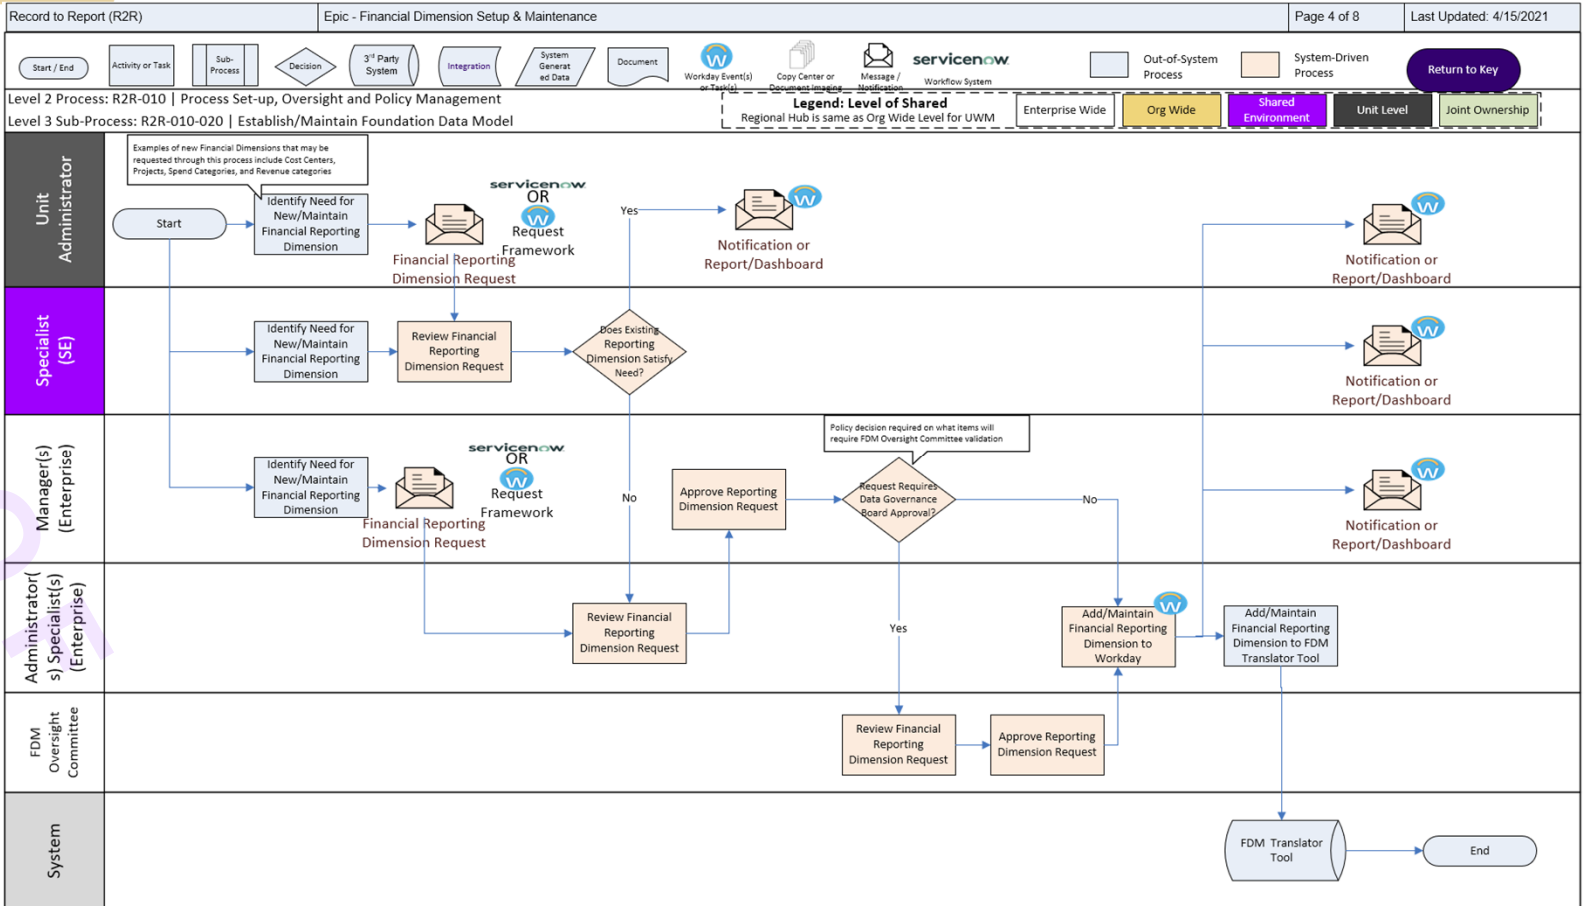 Record to Report (R2R)
Epic - Financial Dimension Setup & Maintenance
Page 4 of 8
Last Updated: 4/15/2021
Start / End
Activity or Task
Sub-
Process
Decision
3rd Party
System
Integration
System
Generat
ed Data
Document
Workday Event(s)
or Task(s)
Copy Center or
Document Imaging
Message /
Notification
servicenow
Workflow System
Out-of-System
Process
System-Driven
Process
Return to Key
Level 2 Process: R2R-010 | Process Set-up, Oversight and Policy Management
Level 3 Sub-Process: R2R-010-020 | Establish/Maintain Foundation Data Model
Legend: Level of Shared
Regional Hub is same as Org Wide Level for UWM
Enterprise Wide
Org Wide
Shared
Environment
Unit Level
Joint Ownership
Unit
Administrator
Examples of new Financial Dimensions that may be
requested through this process include Cost Centers,
Projects, Spend Categories, and Revenue categories
Start
Identify Need for
New/Maintain
Financial Reporting
Dimension
Financial Reporting
Dimension Request
servicenow
OR
Request
Framework
Yes
Notification or
Report/Dashboard
Notification or
Report/Dashboard
Specialist
(SE)
Identify Need for
New/Maintain
Financial Reporting
Dimension
Review Financial
Reporting
Dimension Request
Does Existing
Reporting
Dimension Satisfy
Need?
Notification or
Report/Dashboard
Manager(s)
(Enterprise)
Identify Need for
New/Maintain
Financial Reporting
Dimension
Financial Reporting
Dimension Request
servicenow
OR
Request
Framework
No
Approve Reporting
Dimension Request
Policy decision required on what items will
require FDM Oversight Committee validation
Request Requires
Data Governance
Board Approval?
No
Notification or
Report/Dashboard
Administrator(
s) Specialist(s)
(Enterprise)
Review Financial
Reporting
Dimension Request
Yes
Add/Maintain
Financial Reporting
Dimension to
Workday
Add/Maintain
Financial Reporting
Dimension to FDM
Translator Tool
FDM
Oversight
Committee
Review Financial
Reporting
Dimension Request
Approve Reporting
Dimension Request
System
FDM Translator
Tool
End